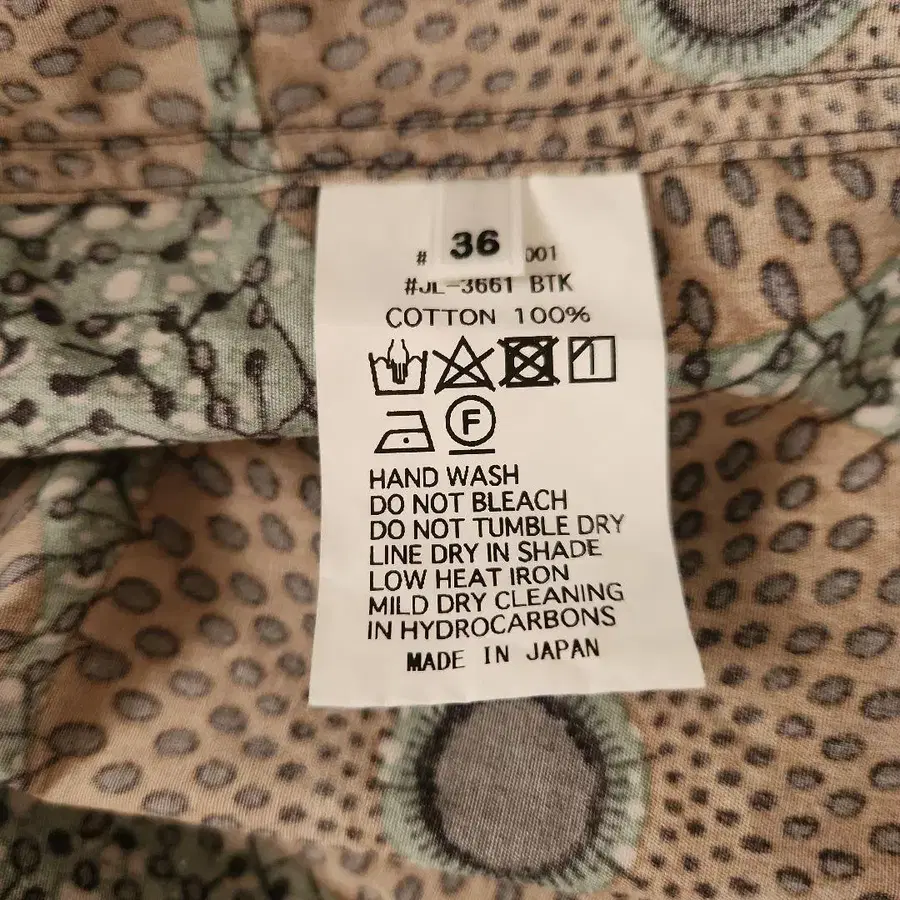 36
# 001
#JL-3661 BTK
COTTON 100%
F
HAND WASH
DO NOT BLEACH
DO NOT TUMBLE DRY
LINE DRY IN SHADE
LOW HEAT IRON
MILD DRY CLEANING
IN HYDROCARBONS
MADE IN JAPAN